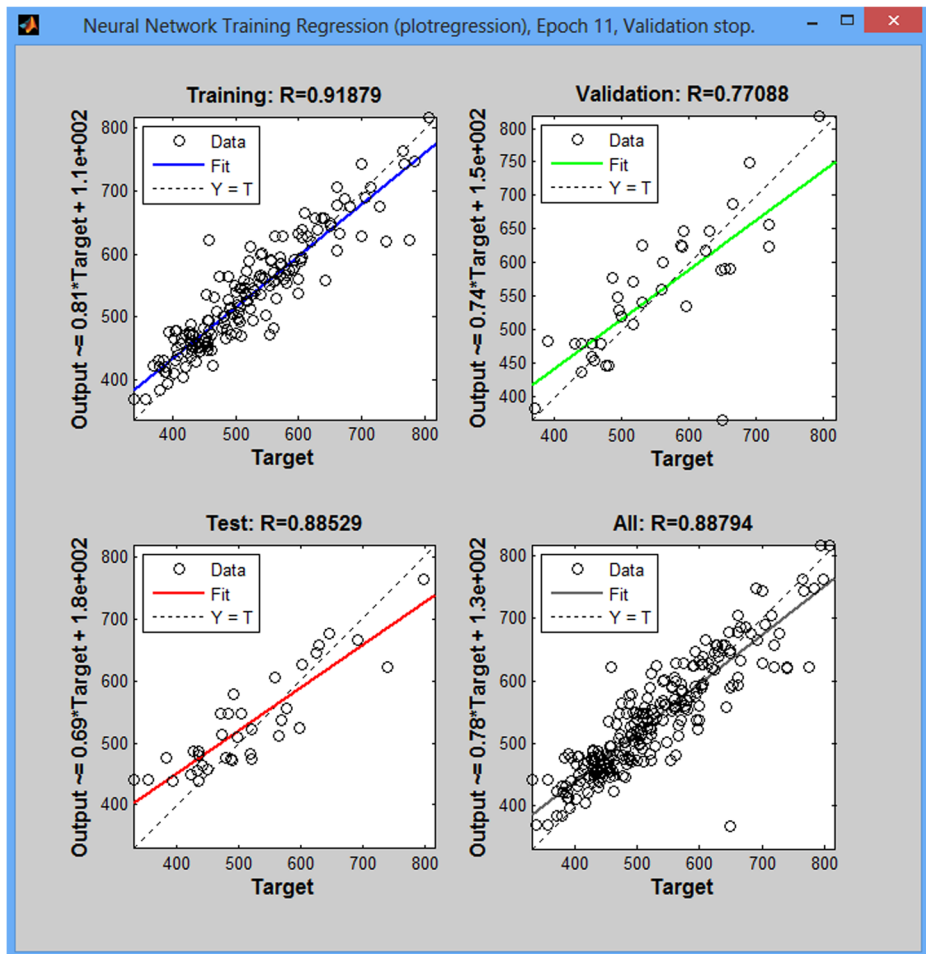 Neural Network Training Regression (plotregression), Epoch 11, Validation stop.
Training: R=0.91879
Output ~= 0.81*Target + 1.1e+002
Data
Fit
Y = T
800
700
600
500
400
400 500 600 700 800
Target
Validation: R=0.77088
Output ~= 0.74*Target + 1.5e+002
Data
Fit
Y = T
800
750
700
650
600
550
500
450
400
400 500 600 700 800
Target
Test: R=0.88529
Output ~= 0.69*Target + 1.8e+002
Data
Fit
Y = T
800
700
600
500
400
400 500 600 700 800
Target
All: R=0.88794
Output ~= 0.78*Target + 1.3e+002
Data
Fit
Y = T
800
700
600
500
400
400 500 600 700 800
Target